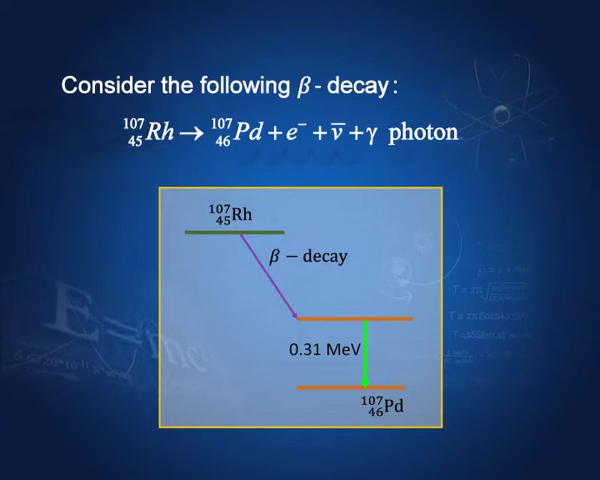 Consider the following β - decay :
¹⁰⁷₄₅Rh → ¹⁰⁷₄₆Pd + e⁻ + ν̅ + γ photon
¹⁰⁷₄₅Rh
β − decay
0.31 MeV
¹⁰⁷₄₆Pd